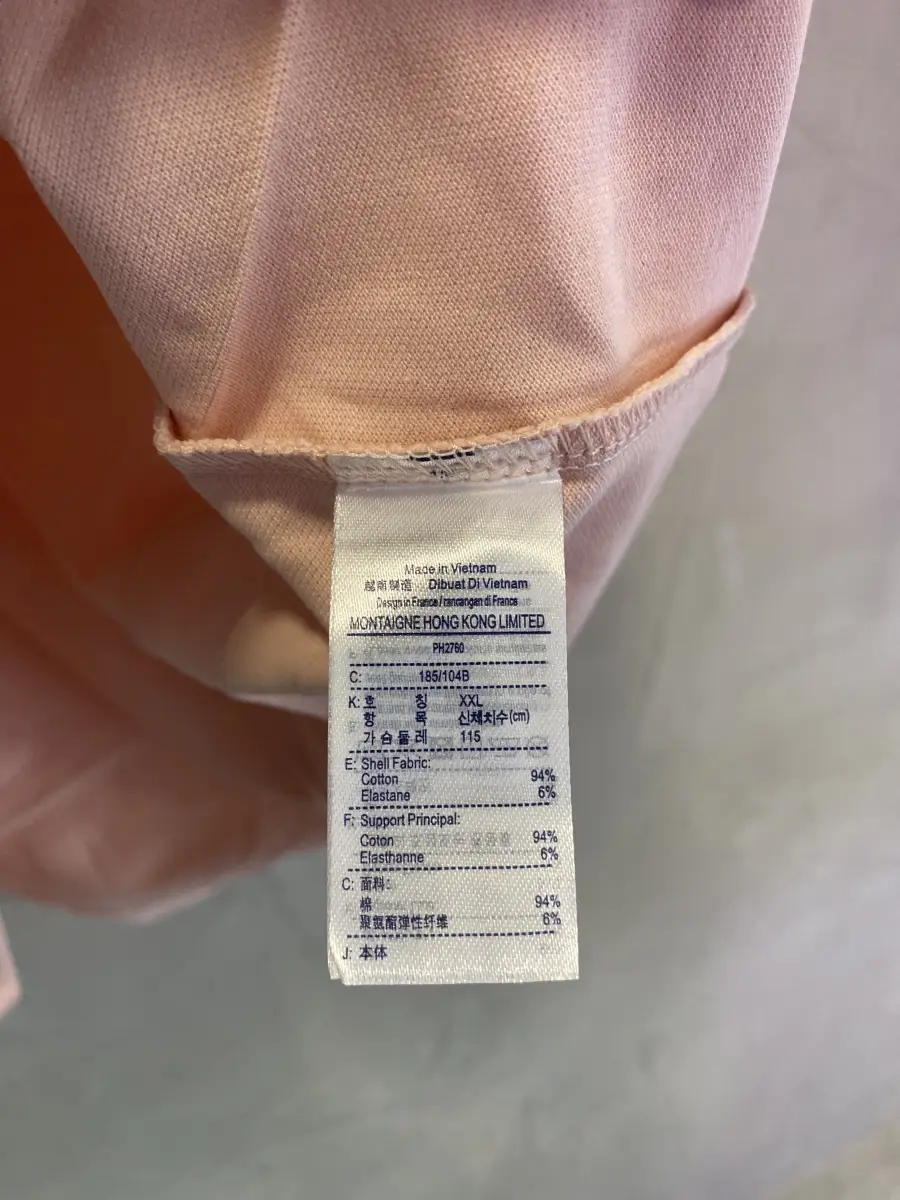 Made in Vietnam
越南製造 Dibuat Di Vietnam
Design in France / rancangan di France
MONTAIGNE HONG KONG LIMITED
PH2760
C: 185/104B
K: 호 칭 XXL
항 목 신체치수(cm)
가슴둘레 115
E: Shell Fabric:
Cotton 94%
Elastane 6%
F: Support Principal:
Coton 94%
Elasthanne 6%
C: 面料:
棉 94%
聚氨酯弹性纤维 6%
J: 本体